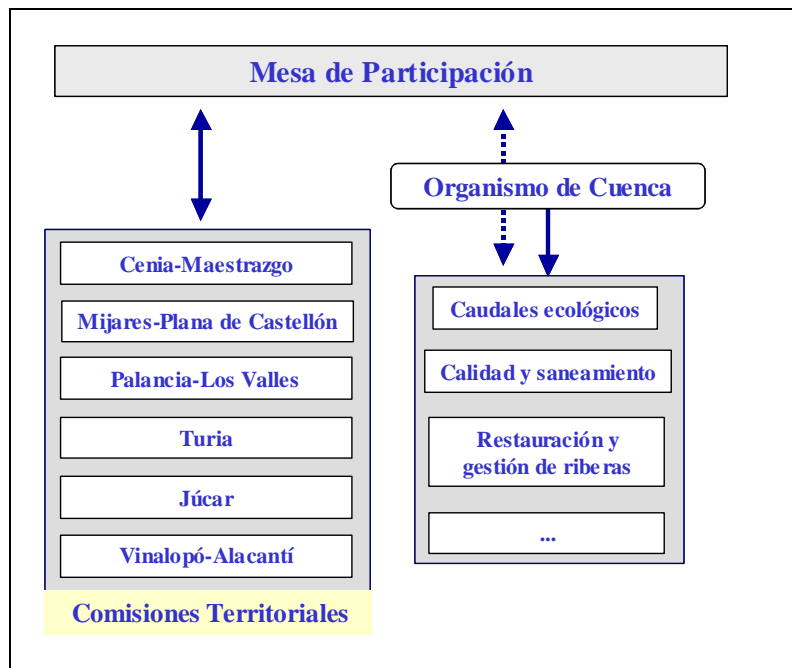 Mesa de Participación
Organismo de Cuenca
Cenia-Maestrazgo
Mijares-Plana de Castellón
Palancia-Los Valles
Turia
Júcar
Vinalopó-Alacantí
Comisiones Territoriales
Caudales ecológicos
Calidad y saneamiento
Restauración y
gestión de riberas
...